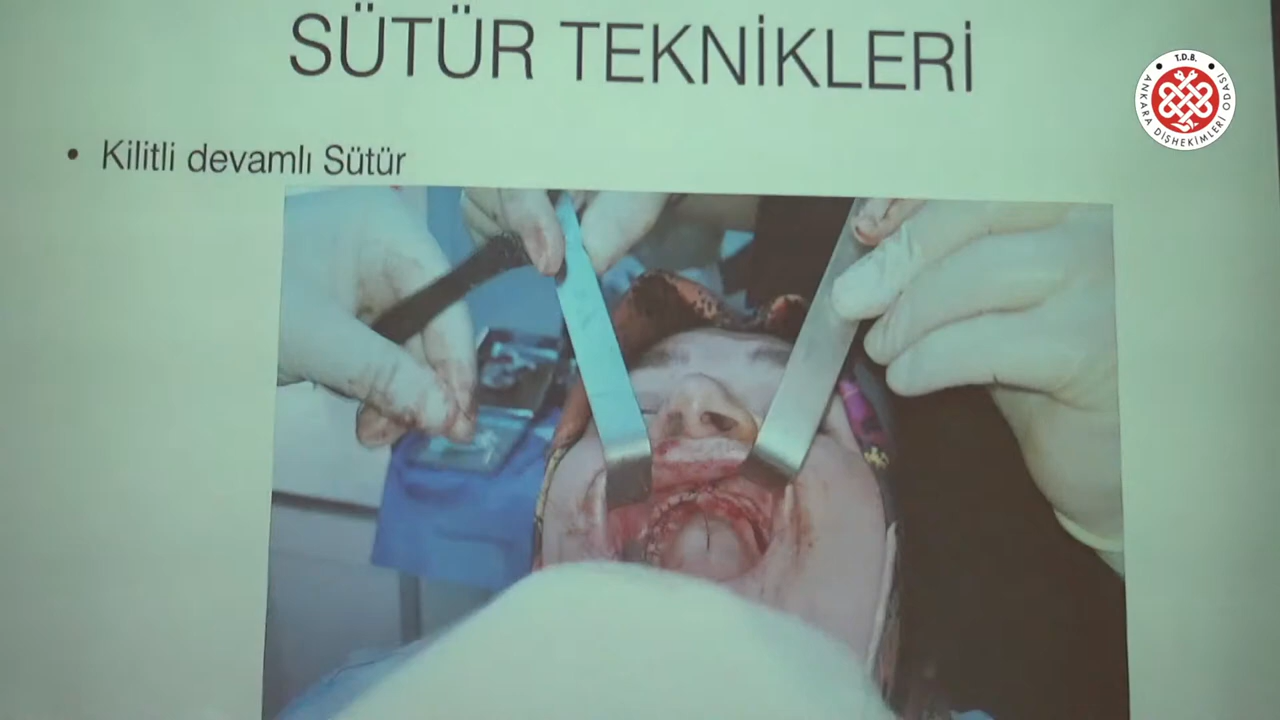 SÜTÜR TEKNİKLERİ
T.D.B.
ANKARA DİŞHEKİMLERİ ODASI
• Kilitli devamlı Sütür